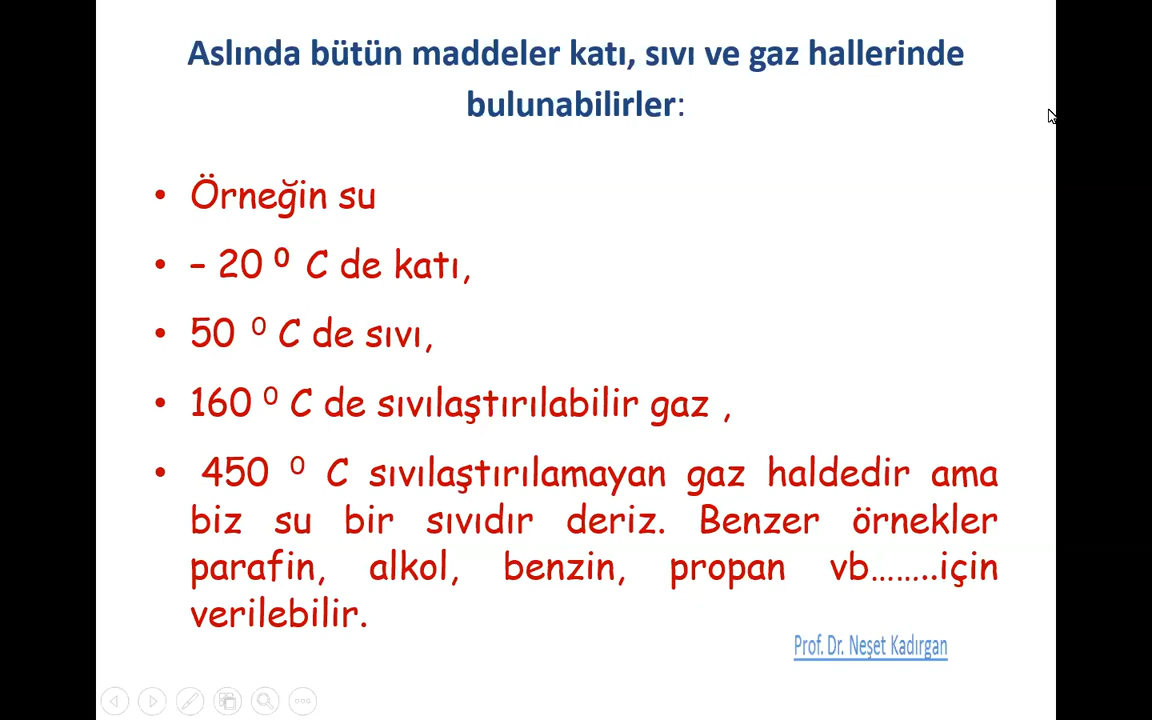 Aslında bütün maddeler katı, sıvı ve gaz hallerinde
bulunabilirler:
• Örneğin su
• – 20 ⁰ C de katı,
• 50 ⁰ C de sıvı,
• 160 ⁰ C de sıvılaştırılabilir gaz ,
• 450 ⁰ C sıvılaştırılamayan gaz haldedir ama
biz su bir sıvıdır deriz. Benzer örnekler
parafin, alkol, benzin, propan vb……..için
verilebilir.
Prof. Dr. Neşet Kadırgan